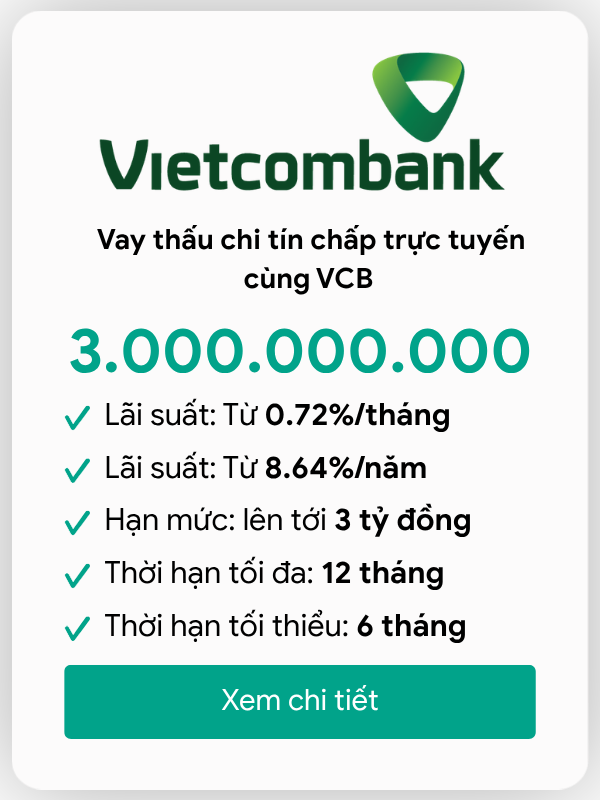 Vietcombank
Vay thấu chi tín chấp trực tuyến
cùng VCB
3.000.000.000
Lãi suất: Từ 0.72%/tháng
Lãi suất: Từ 8.64%/năm
Hạn mức: lên tới 3 tỷ đồng
Thời hạn tối đa: 12 tháng
Thời hạn tối thiểu: 6 tháng
Xem chi tiết